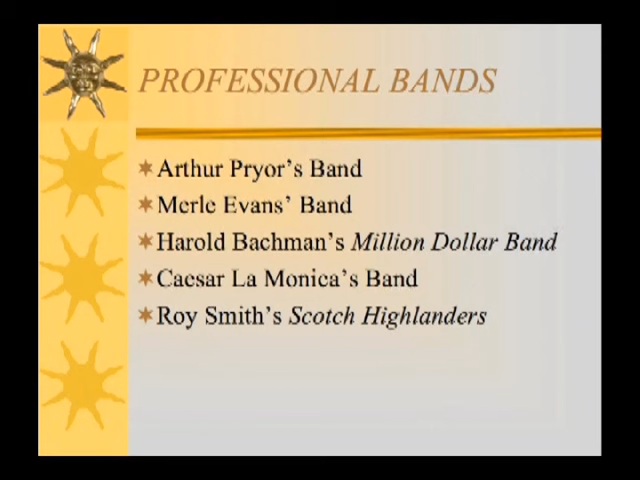 PROFESSIONAL BANDS
Arthur Pryor's Band
Merle Evans' Band
Harold Bachman's Million Dollar Band
Caesar La Monica's Band
Roy Smith's Scotch Highlanders